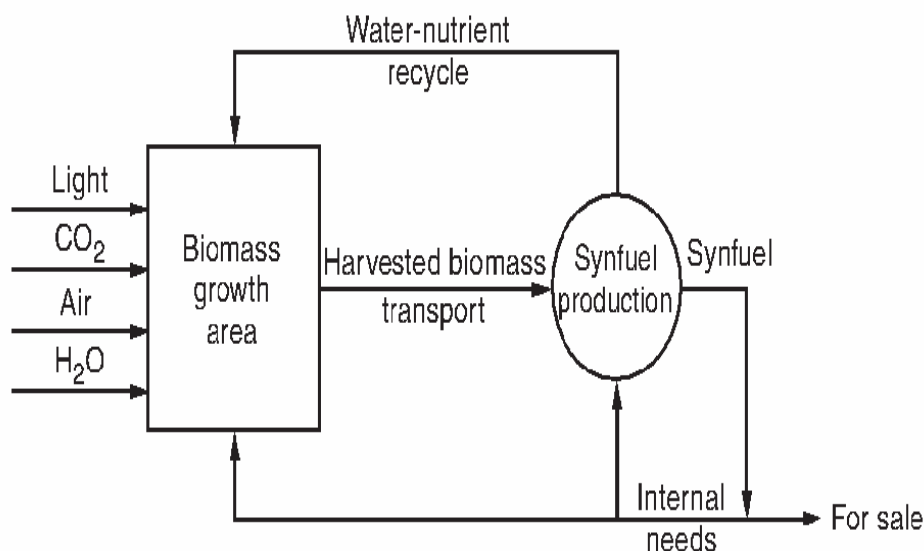 Water-nutrient
recycle
Light
CO₂
Air
H₂O
Biomass
growth
area
Harvested biomass
transport
Synfuel
production
Synfuel
Internal
needs
For sale